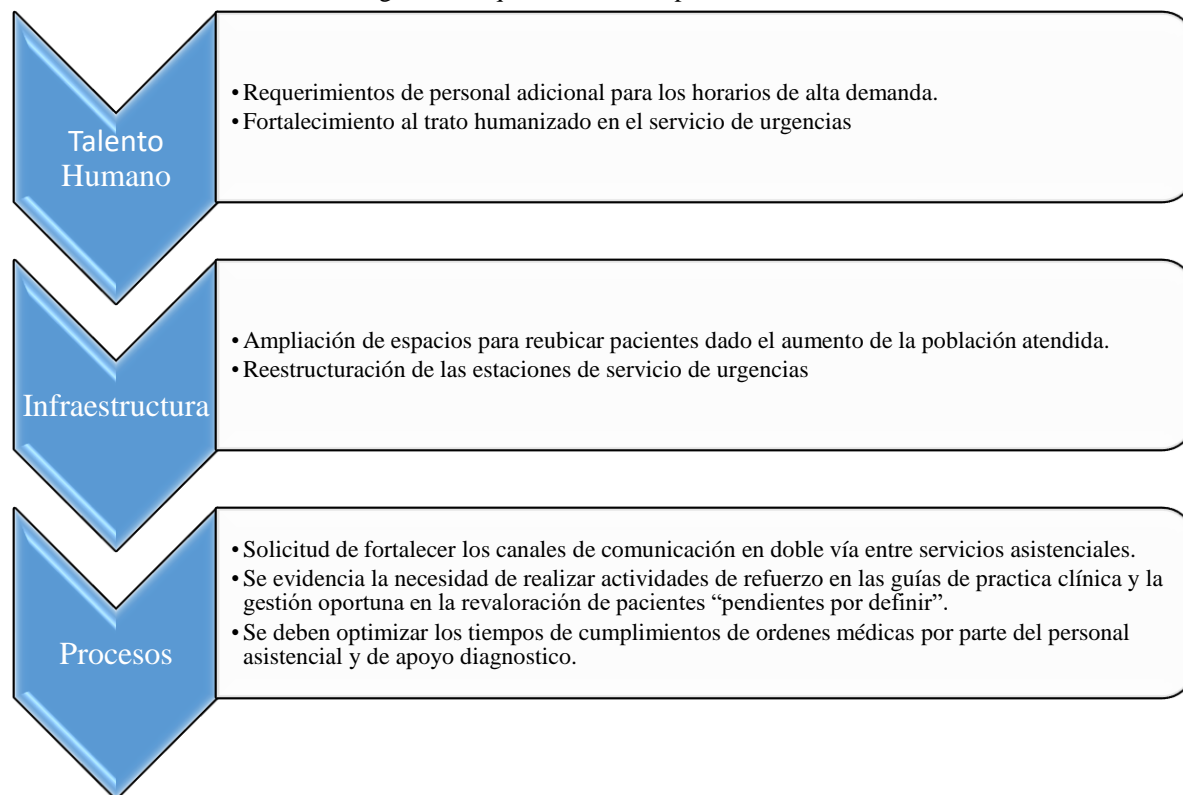 Talento
Humano
• Requerimientos de personal adicional para los horarios de alta demanda.
• Fortalecimiento al trato humanizado en el servicio de urgencias
Infraestructura
• Ampliación de espacios para reubicar pacientes dado el aumento de la población atendida.
• Reestructuración de las estaciones de servicio de urgencias
Procesos
• Solicitud de fortalecer los canales de comunicación en doble vía entre servicios asistenciales.
• Se evidencia la necesidad de realizar actividades de refuerzo en las guías de practica clínica y la
gestión oportuna en la revaloración de pacientes “pendientes por definir”.
• Se deben optimizar los tiempos de cumplimientos de ordenes médicas por parte del personal
asistencial y de apoyo diagnostico.